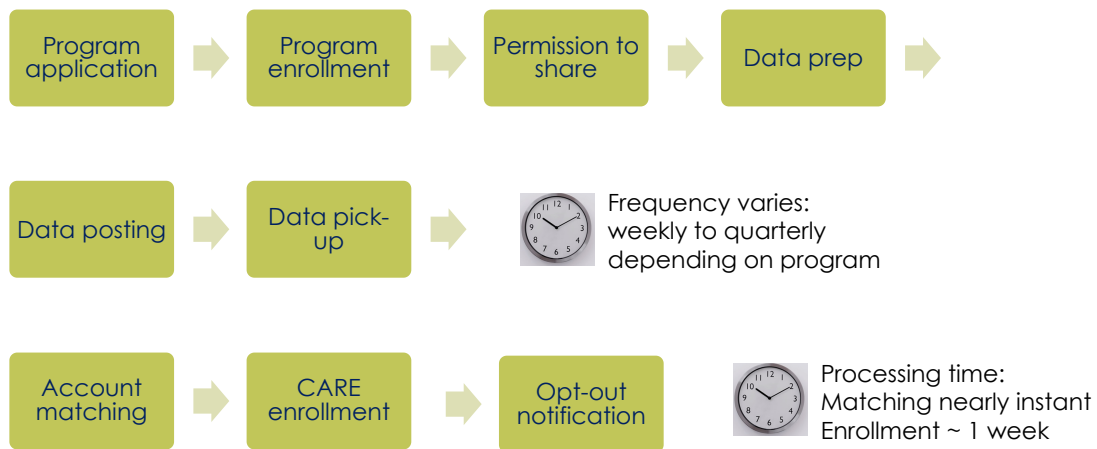 Program
application
Program
enrollment
Permission to
share
Data prep
Data posting
Data pick-
up
Frequency varies:
weekly to quarterly
depending on program
Account
matching
CARE
enrollment
Opt-out
notification
Processing time:
Matching nearly instant
Enrollment ~ 1 week